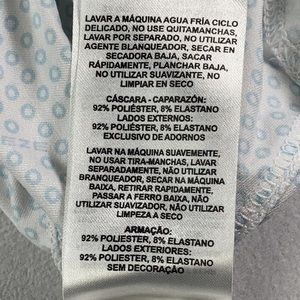 LAVAR A MÁQUINA AGUA FRÍA CICLO
DELICADO, NO USE QUITAMANCHAS,
LAVAR POR SEPARADO, NO UTILIZAR
AGENTE BLANQUEADOR, SECAR EN
SECADORA BAJA, SACAR
RÁPIDAMENTE, PLANCHAR BAJA,
NO UTILIZAR SUAVIZANTE, NO
LIMPIAR EN SECO
CÁSCARA - CAPARAZÓN:
92% POLIÉSTER, 8% ELASTANO
LADOS EXTERNOS:
92% POLIÉSTER, 8% ELASTANO
EXCLUSIVO DE ADORNOS
LAVAR NA MÁQUINA SUAVEMENTE,
NO USAR TIRA-MANCHAS, LAVAR
SEPARADAMENTE, NÃO UTILIZAR
BRANQUEADOR, SECAR NA MÁQUINA
BAIXA, RETIRAR RAPIDAMENTE,
PASSAR A FERRO BAIXO, NÃO
UTILIZAR SUAVIZADOR, NÃO UTILIZAR
LIMPEZA A SECO
ARMAÇÃO:
92% POLIESTER, 8% ELASTANO
LADOS EXTERIORES:
92% POLIESTER, 8% ELASTANO
SEM DECORAÇÃO